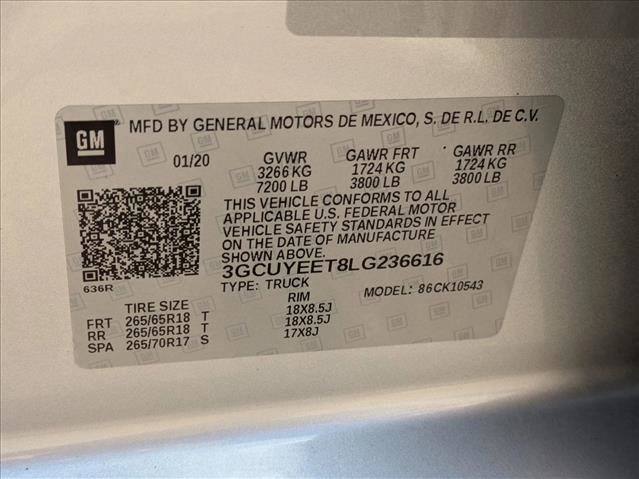 GM
MFD BY GENERAL MOTORS DE MEXICO, S. DE R.L. DE C.V.
01/20 GVWR GAWR FRT GAWR RR
3266 KG 1724 KG 1724 KG
7200 LB 3800 LB 3800 LB
THIS VEHICLE CONFORMS TO ALL
APPLICABLE U.S. FEDERAL MOTOR
VEHICLE SAFETY STANDARDS IN EFFECT
ON THE DATE OF MANUFACTURE
SHOWN ABOVE.
3GCUYEET8LG236616
636R
TYPE: TRUCK MODEL: 86CK10543
TIRE SIZE RIM
FRT 265/65R18 T 18X8.5J
RR 265/65R18 T 18X8.5J
SPA 265/70R17 S 17X8J